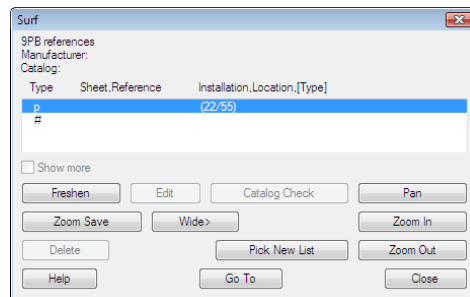 Surf
9PB references
Manufacturer:
Catalog:
Type Sheet,Reference Installation,Location,[Type]
p (22/55)
#
Show more
Freshen Edit Catalog Check Pan
Zoom Save Wide> Zoom In
Delete Pick New List Zoom Out
Help Go To Close